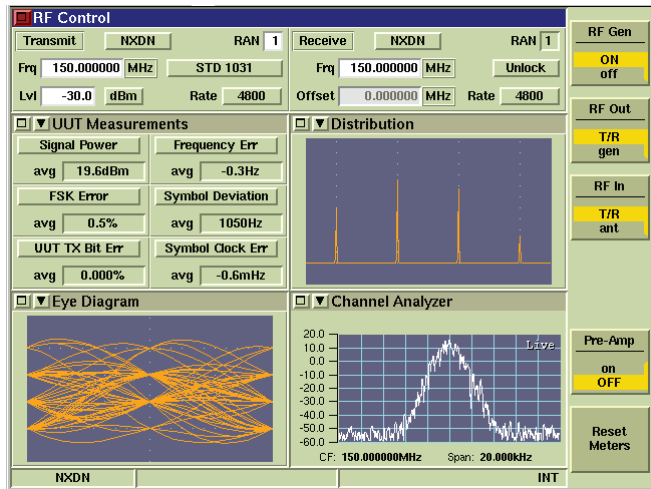 RF Control
Transmit NXDN RAN 1
Frq 150.000000 MHz STD 1031
Lvl -30.0 dBm Rate 4800
Receive NXDN RAN 1
Frq 150.000000 MHz Unlock
Offset 0.000000 MHz Rate 4800
UUT Measurements
Signal Power Frequency Err
avg 19.6dBm avg -0.3Hz
FSK Error Symbol Deviation
avg 0.5% avg 1050Hz
UUT TX Bit Err Symbol Clock Err
avg 0.000% avg -0.6mHz
Distribution
Eye Diagram
Channel Analyzer
Live
20.0
10.0
0.0
-10.0
-20.0
-30.0
-40.0
-50.0
-60.0
CF: 150.000000MHz Span: 20.000kHz
NXDN INT
RF Gen
ON
off
RF Out
T/R
gen
RF In
T/R
ant
Pre-Amp
on
OFF
Reset
Meters